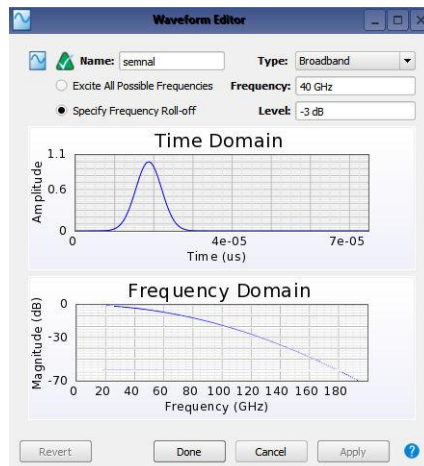 Waveform Editor
Name: semnal Type: Broadband
Excite All Possible Frequencies Frequency: 40 GHz
Specify Frequency Roll-off Level: -3 dB
Time Domain
1.1
0.6
0
Amplitude
0 4e-05 7e-05
Time (us)
Frequency Domain
0
-30
-70
Magnitude (dB)
0 20 40 60 80 100 120 140 160 180
Frequency (GHz)
Revert Done Cancel Apply ?